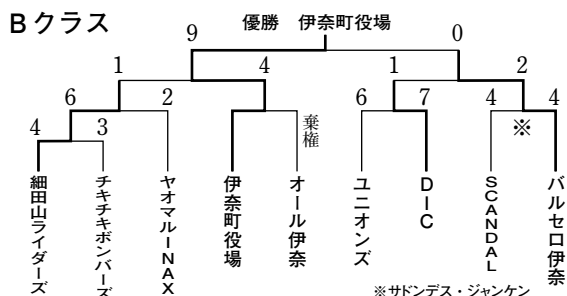 Bクラス
優勝 伊奈町役場
9
0
1
4
1
2
6
2
6
7
4
4
※
4
3
棄権
細田山ライダーズ
チキチキボンバーズ
ヤオマルINAX
伊奈町役場
オール伊奈
ユニオンズ
DIC
SCANDAL
バルセロ伊奈
※サドンデス・ジャンケン